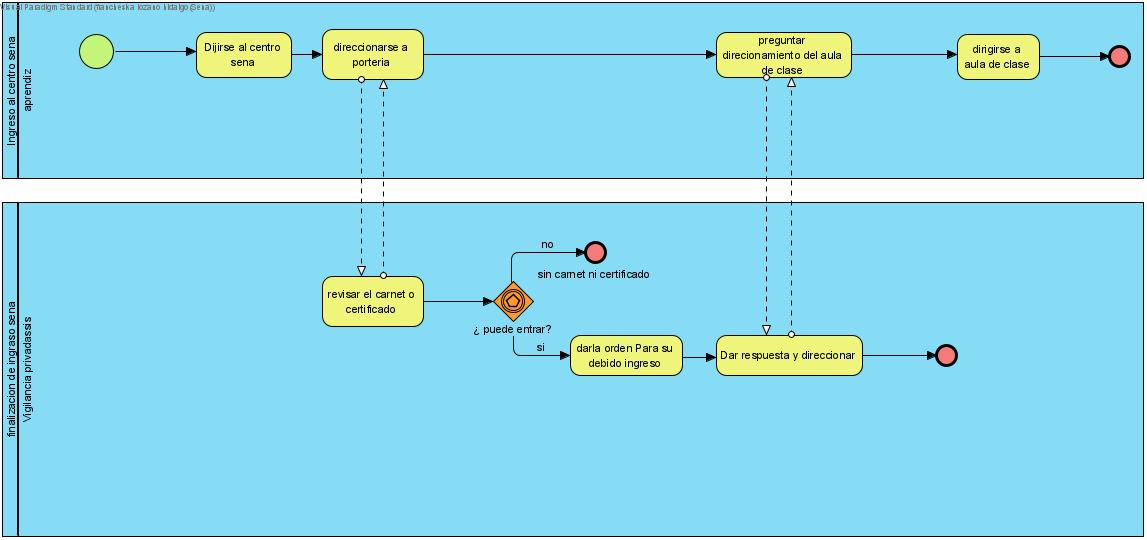 Visual Paradigm Standard (francheska lozano hidalgo(Sena))
Ingreso al centro sena
aprendiz
Dijirse al centro
sena
direccionarse a
porteria
preguntar
direcionamiento del aula
de clase
dirigirse a
aula de clase
finalizacion de ingraso sena
Vigilancia privadassis
revisar el carnet o
certificado
no
sin carnet ni certificado
¿ puede entrar?
si
darla orden Para su
debido ingreso
Dar respuesta y direccionar